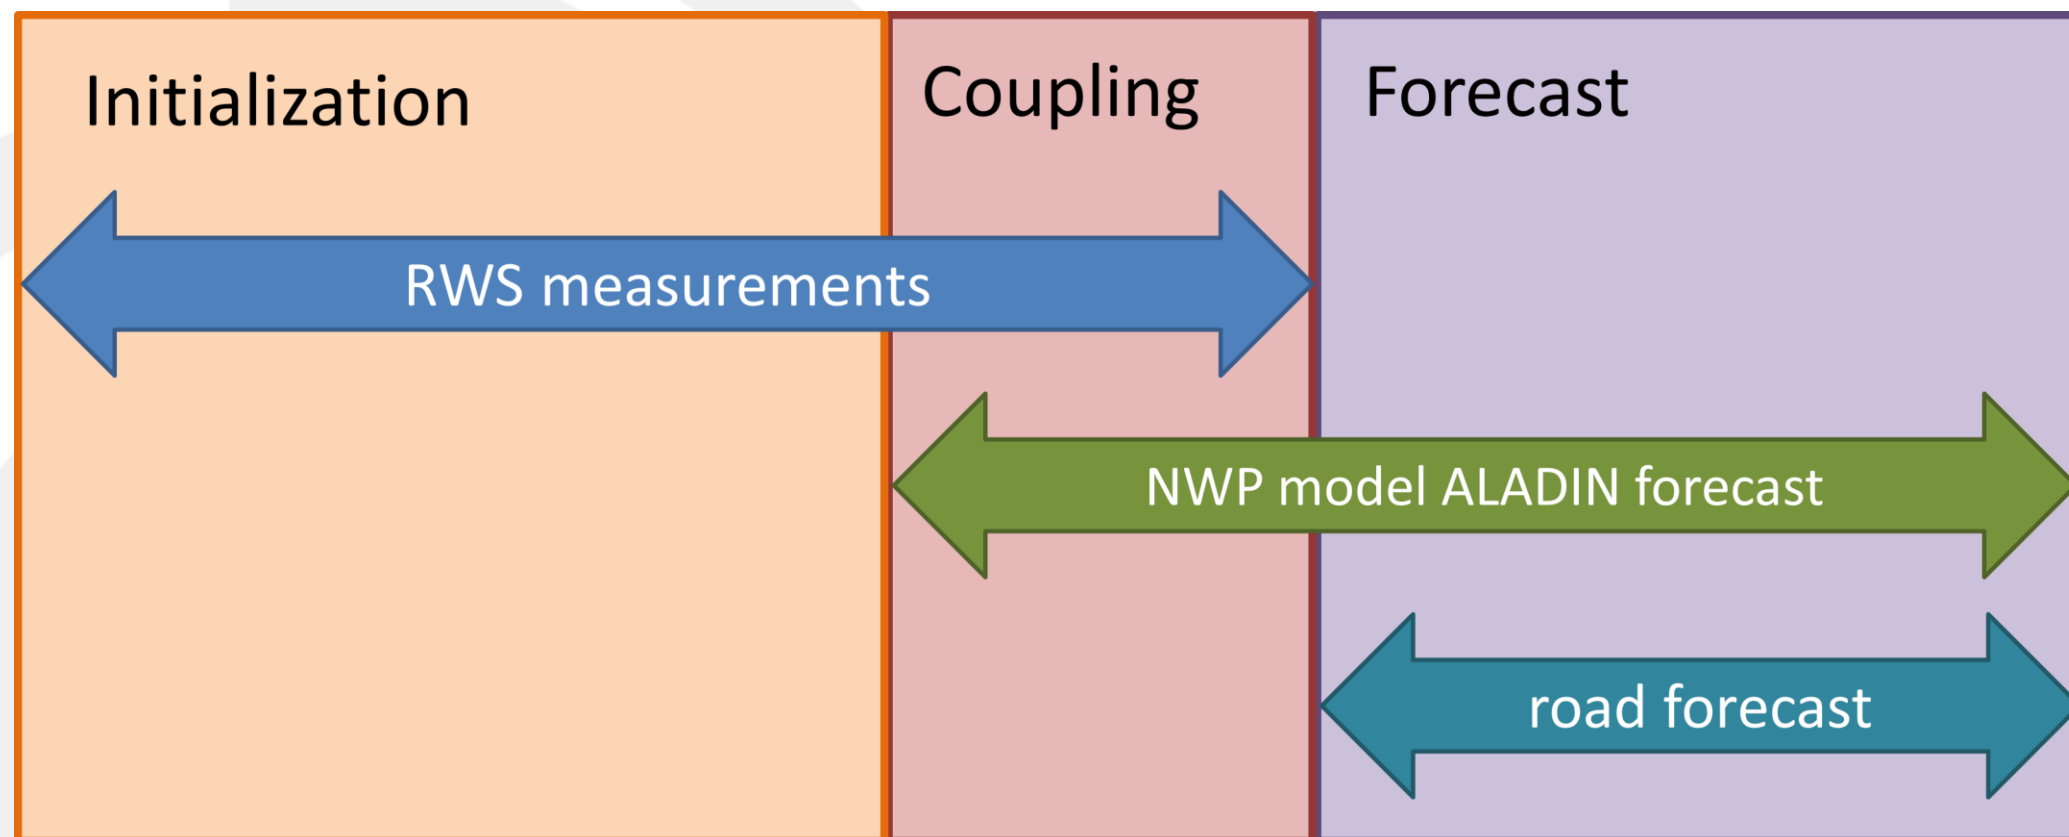 Initialization
Coupling
Forecast
RWS measurements
NWP model ALADIN forecast
road forecast